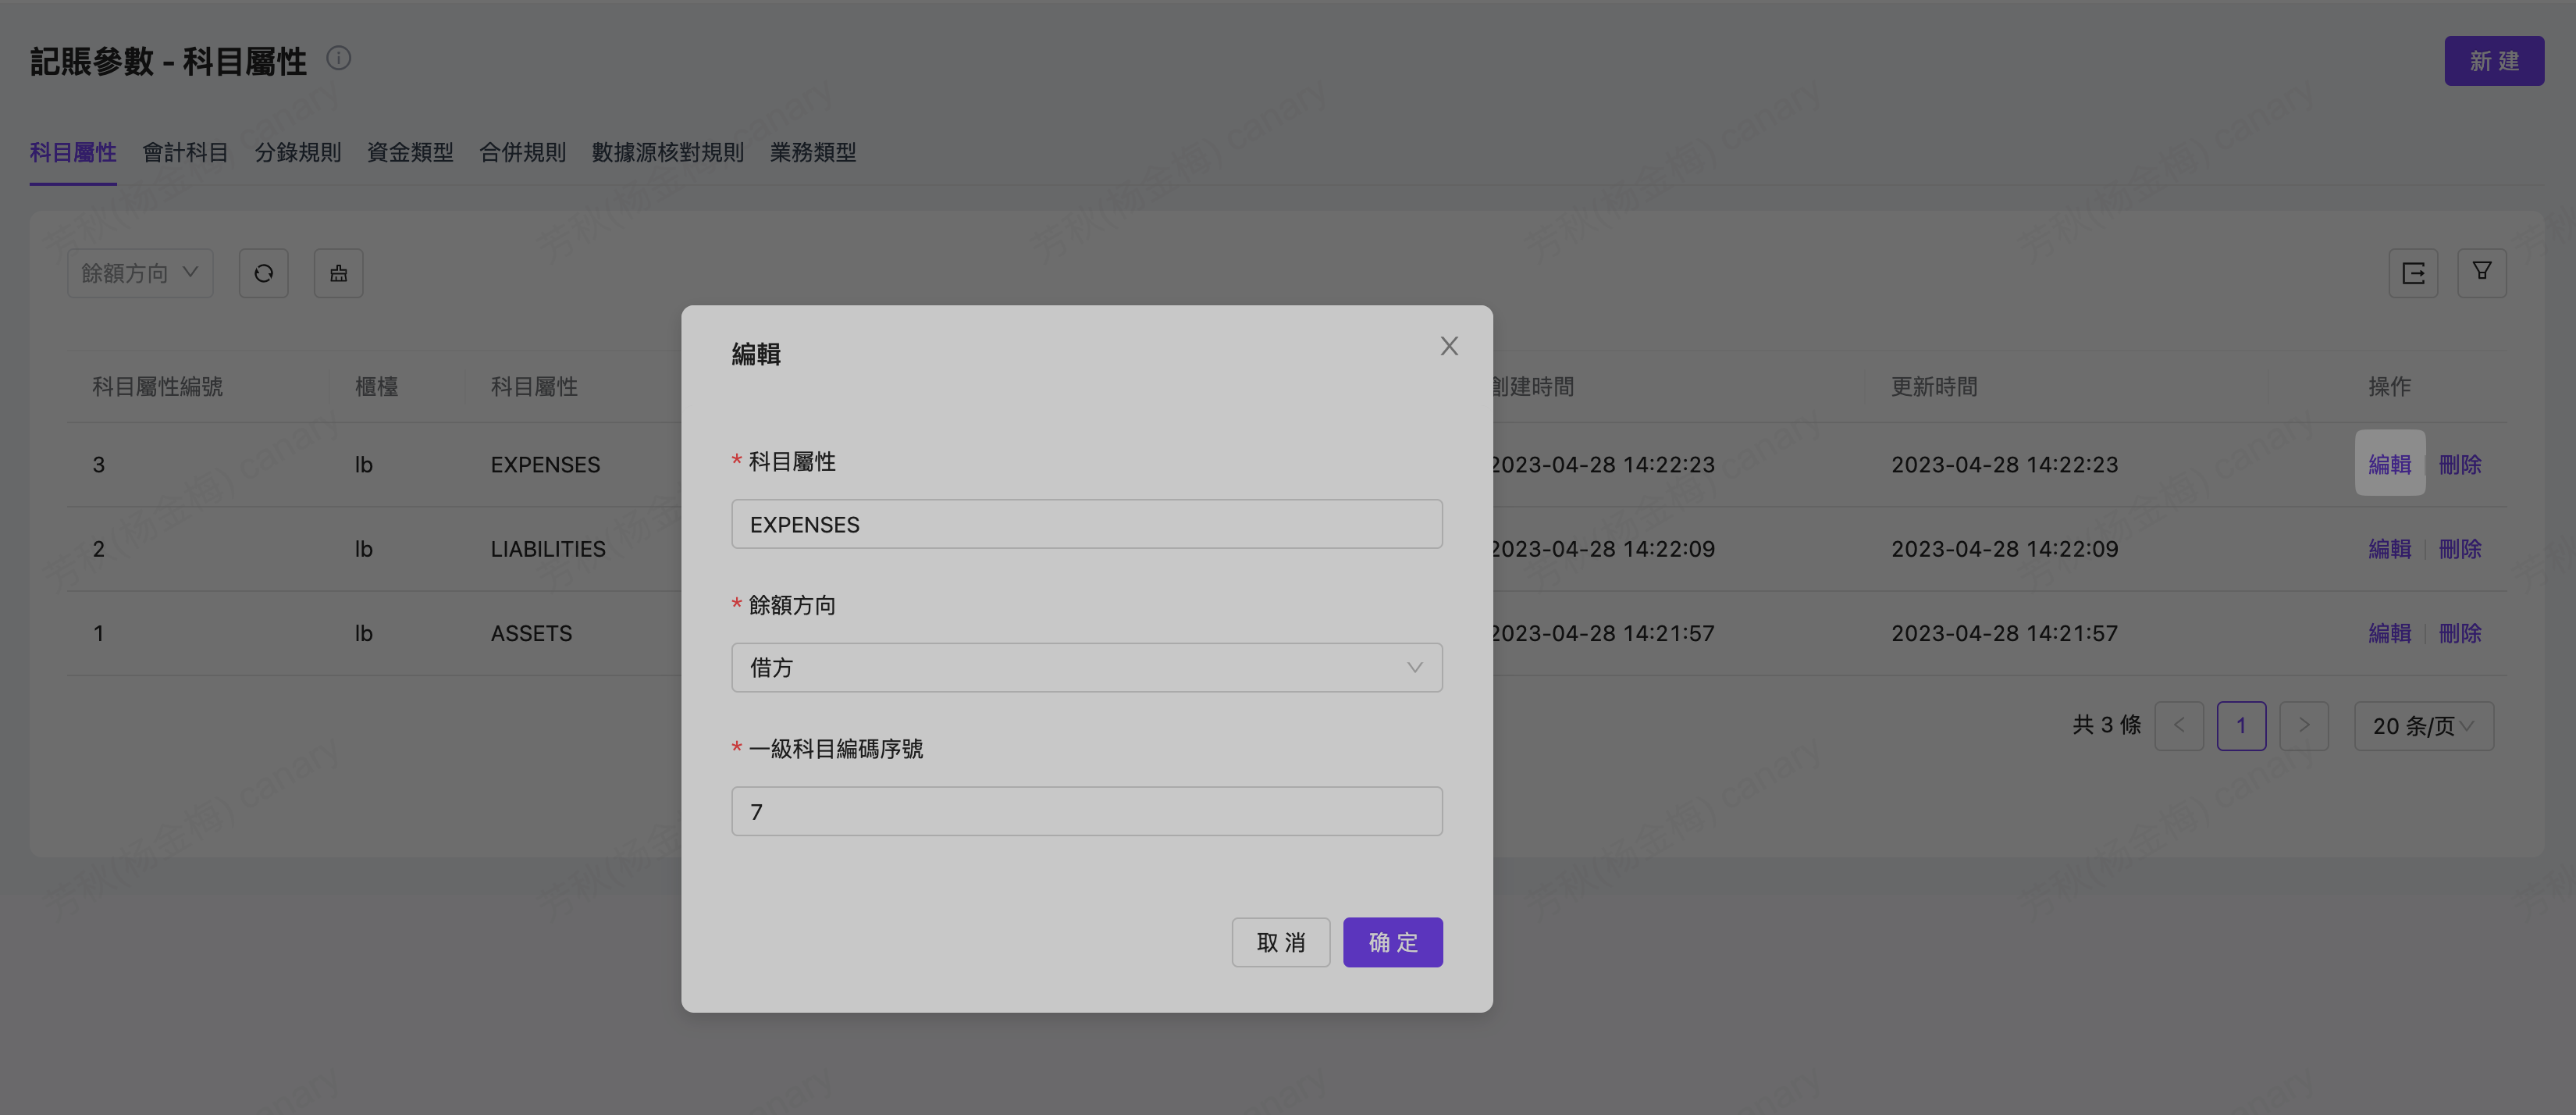 記賬參數 - 科目屬性
新 建
科目屬性 會計科目 分錄規則 資金類型 合併規則 數據源核對規則 業務類型
餘額方向
科目屬性編號 櫃檯 科目屬性 創建時間 更新時間 操作
3 lb EXPENSES 2023-04-28 14:22:23 2023-04-28 14:22:23 編輯 刪除
2 lb LIABILITIES 2023-04-28 14:22:09 2023-04-28 14:22:09 編輯 刪除
1 lb ASSETS 2023-04-28 14:21:57 2023-04-28 14:21:57 編輯 刪除
共 3 條 < 1 > 20 条/页
編輯
* 科目屬性
EXPENSES
* 餘額方向
借方
* 一級科目編碼序號
7
取 消 确 定
芳秋(杨金梅) canary